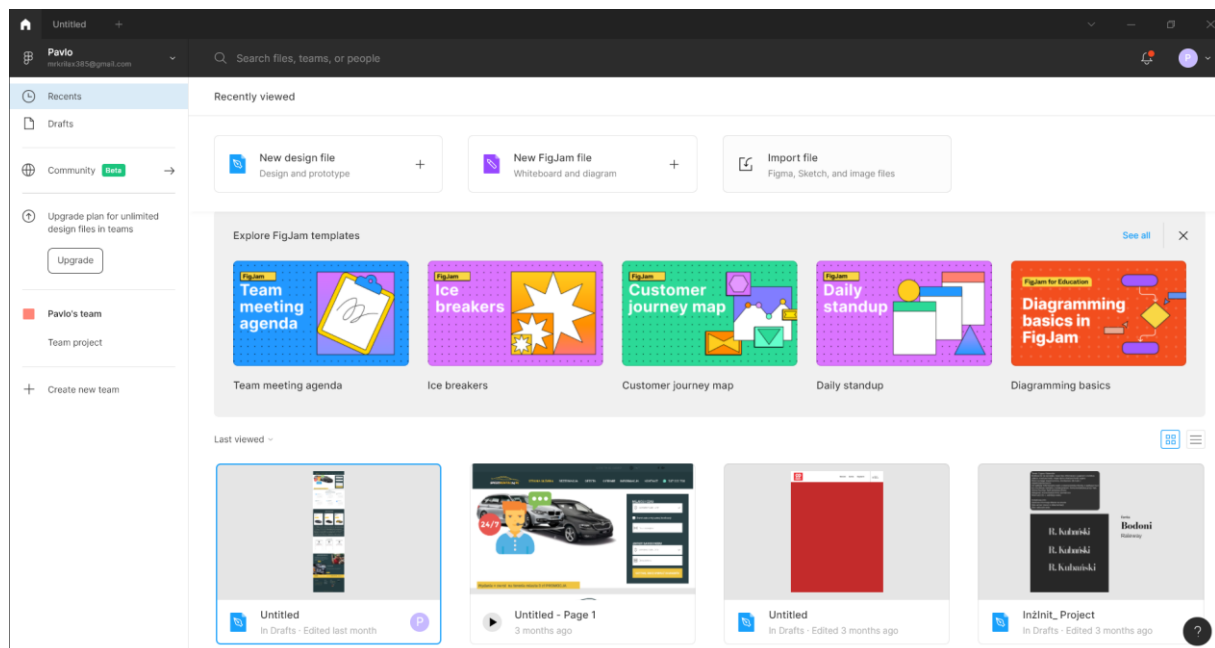 Untitled
Pavlo
mrkrilex385@gmail.com
Search files, teams, or people
P
Recents
Drafts
Community Beta
Upgrade plan for unlimited
design files in teams
Upgrade
Pavlo's team
Team project
Create new team
Recently viewed
New design file
Design and prototype
New FigJam file
Whiteboard and diagram
Import file
Figma, Sketch, and image files
Explore FigJam templates
See all
FigJam
Team
meeting
agenda
Team meeting agenda
FigJam
Ice
breakers
Ice breakers
FigJam
Customer
journey map
Customer journey map
FigJam
Daily
standup
Daily standup
FigJam for Education
Diagramming
basics in
FigJam
Diagramming basics
Last viewed
Untitled
In Drafts · Edited last month
P
24/7
Untitled - Page 1
3 months ago
Untitled
In Drafts · Edited 3 months ago
R. Kubański
R. Kubański
R. Kubański
Bodoni
InżInit_ Project
In Drafts · Edited 3 months ago
?